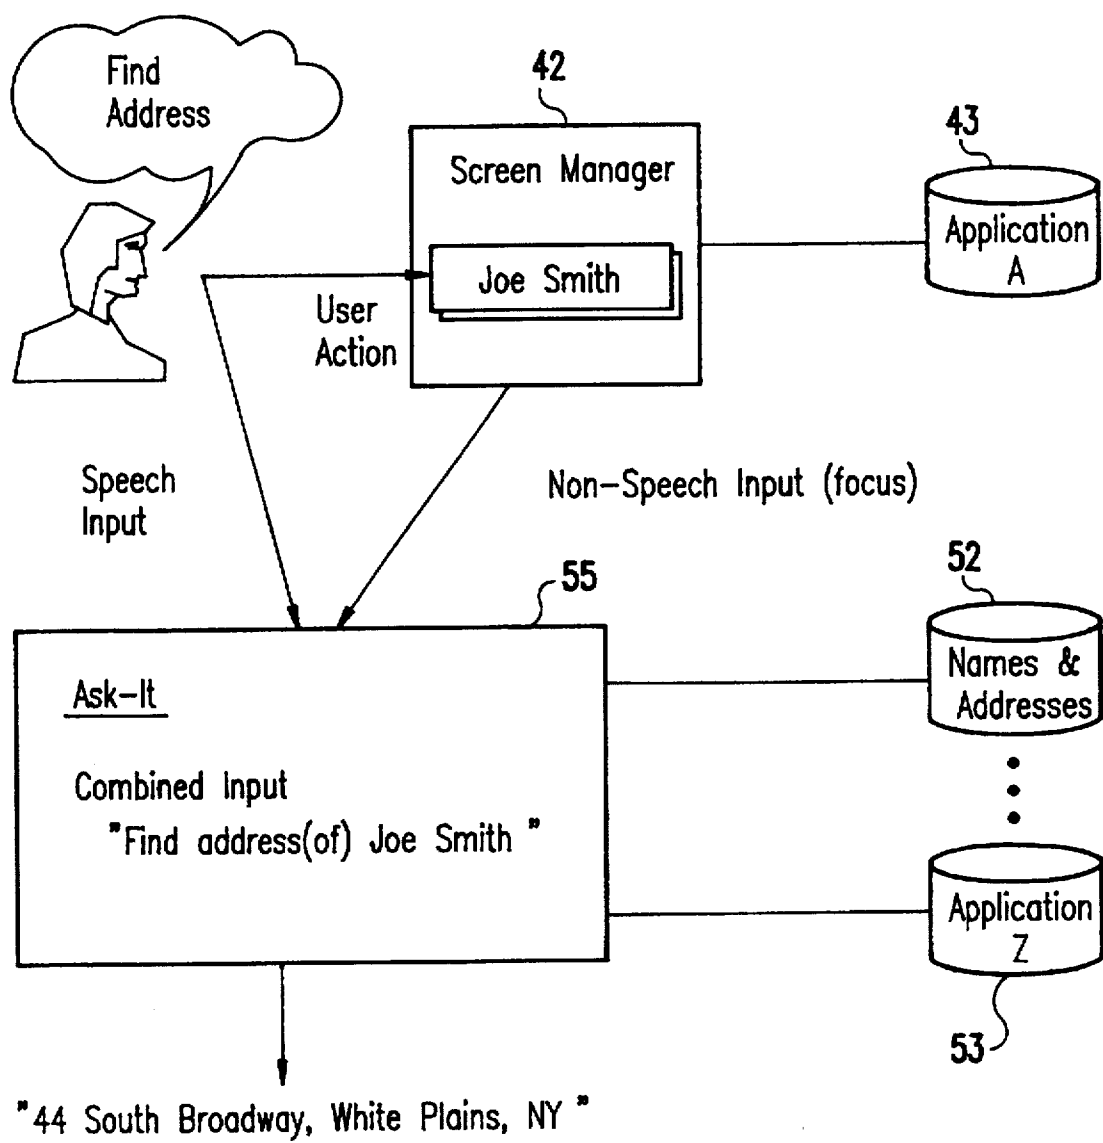 Find
Address
42
Screen Manager
43
Application
A
Joe Smith
User
Action
Speech
Input
Non-Speech Input (focus)
55
52
Ask-It
Names &
Addresses
Combined Input
"Find address(of) Joe Smith "
Application
Z
53
"44 South Broadway, White Plains, NY "